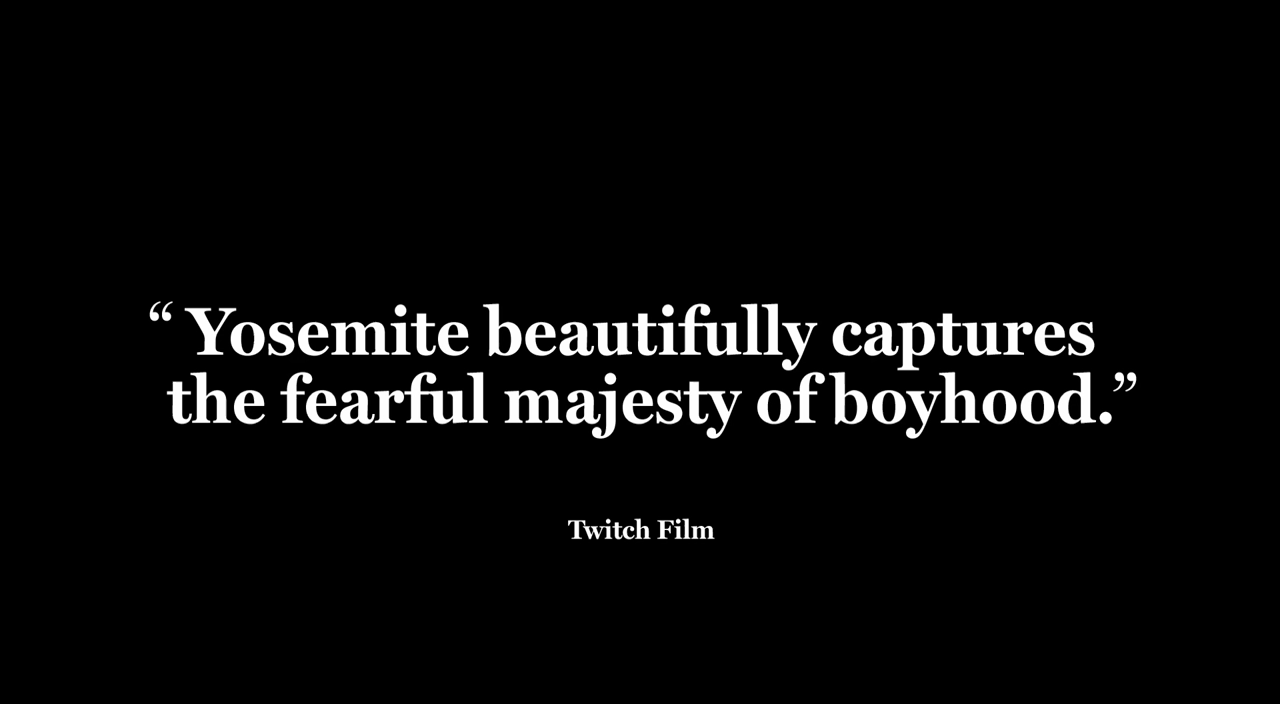 “ Yosemite beautifully captures
the fearful majesty of boyhood.”
Twitch Film